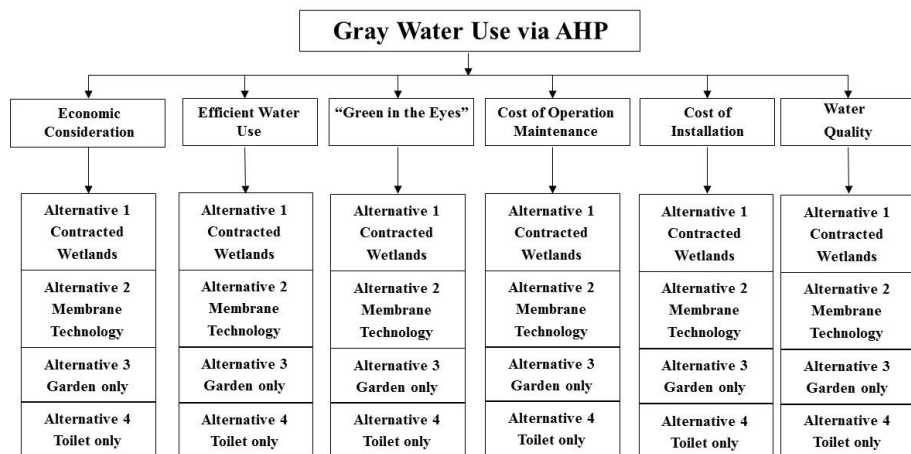 Gray Water Use via AHP
Economic
Consideration
Efficient Water
Use
“Green in the Eyes”
Cost of Operation
Maintenance
Cost of
Installation
Water
Quality
Alternative 1
Contracted
Wetlands
Alternative 2
Membrane
Technology
Alternative 3
Garden only
Alternative 4
Toilet only
Alternative 1
Contracted
Wetlands
Alternative 2
Membrane
Technology
Alternative 3
Garden only
Alternative 4
Toilet only
Alternative 1
Contracted
Wetlands
Alternative 2
Membrane
Technology
Alternative 3
Garden only
Alternative 4
Toilet only
Alternative 1
Contracted
Wetlands
Alternative 2
Membrane
Technology
Alternative 3
Garden only
Alternative 4
Toilet only
Alternative 1
Contracted
Wetlands
Alternative 2
Membrane
Technology
Alternative 3
Garden only
Alternative 4
Toilet only
Alternative 1
Contracted
Wetlands
Alternative 2
Membrane
Technology
Alternative 3
Garden only
Alternative 4
Toilet only